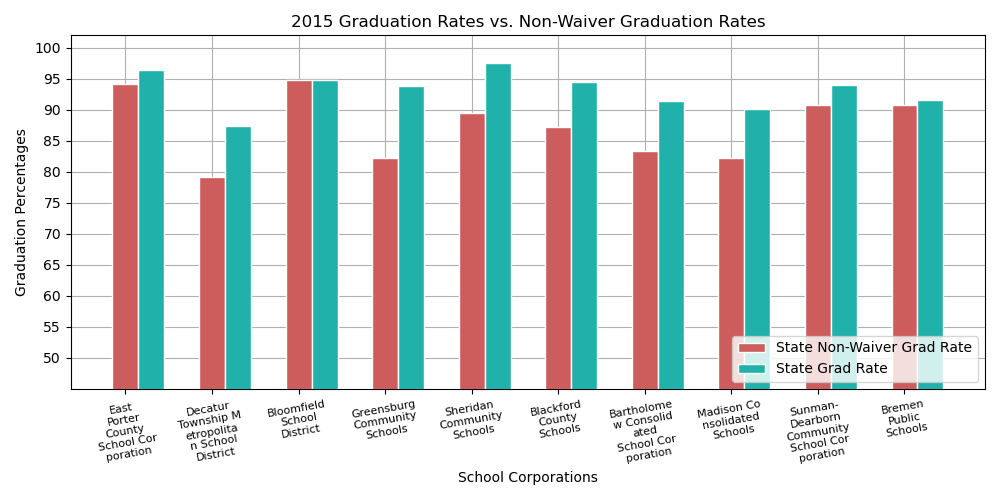 2015 Graduation Rates vs. Non-Waiver Graduation Rates
Graduation Percentages
100
95
90
85
80
75
70
65
60
55
50
State Non-Waiver Grad Rate
State Grad Rate
East
Porter
County
School Cor
poration
Decatur
Township M
etropolita
n School
District
Bloomfield
School
District
Greensburg
Community
Schools
Sheridan
Community
Schools
Blackford
County
Schools
Bartholome
w Consolid
ated
School Cor
poration
Madison Co
nsolidated
Schools
Sunman-
Dearborn
Community
School Cor
poration
Bremen
Public
Schools
School Corporations